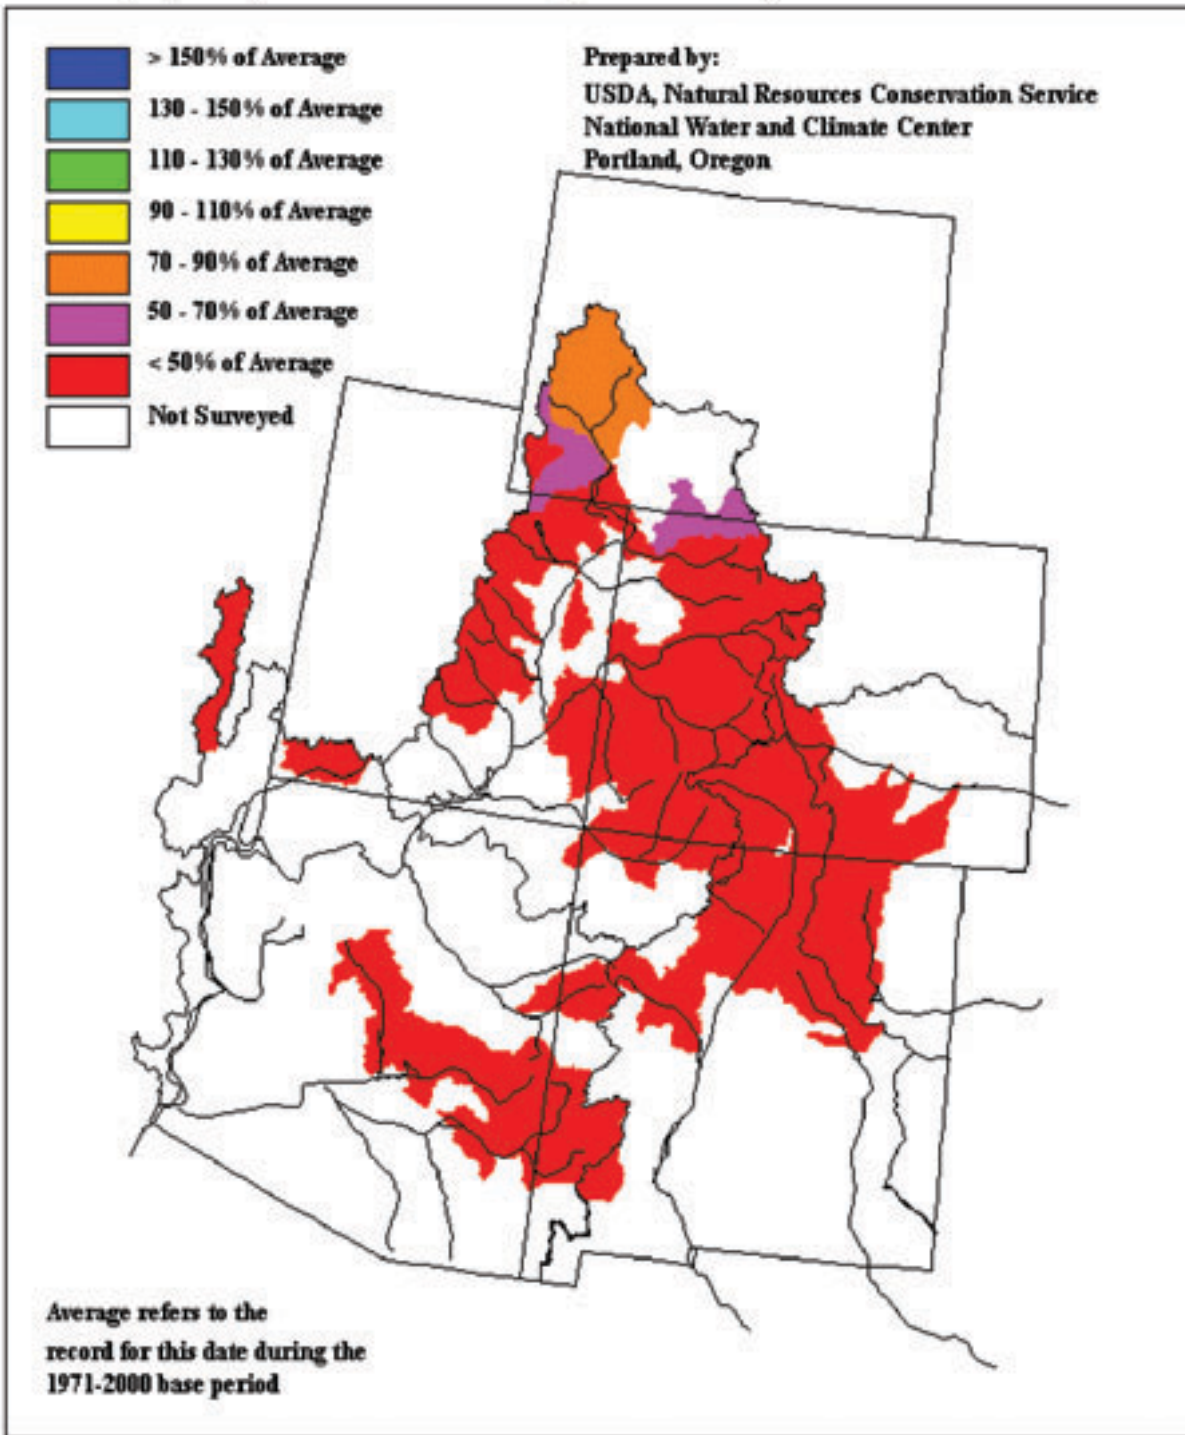 > 150% of Average
130 - 150% of Average
110 - 130% of Average
90 - 110% of Average
70 - 90% of Average
50 - 70% of Average
< 50% of Average
Not Surveyed
Prepared by:
USDA, Natural Resources Conservation Service
National Water and Climate Center
Portland, Oregon
Average refers to the
record for this date during the
1971-2000 base period